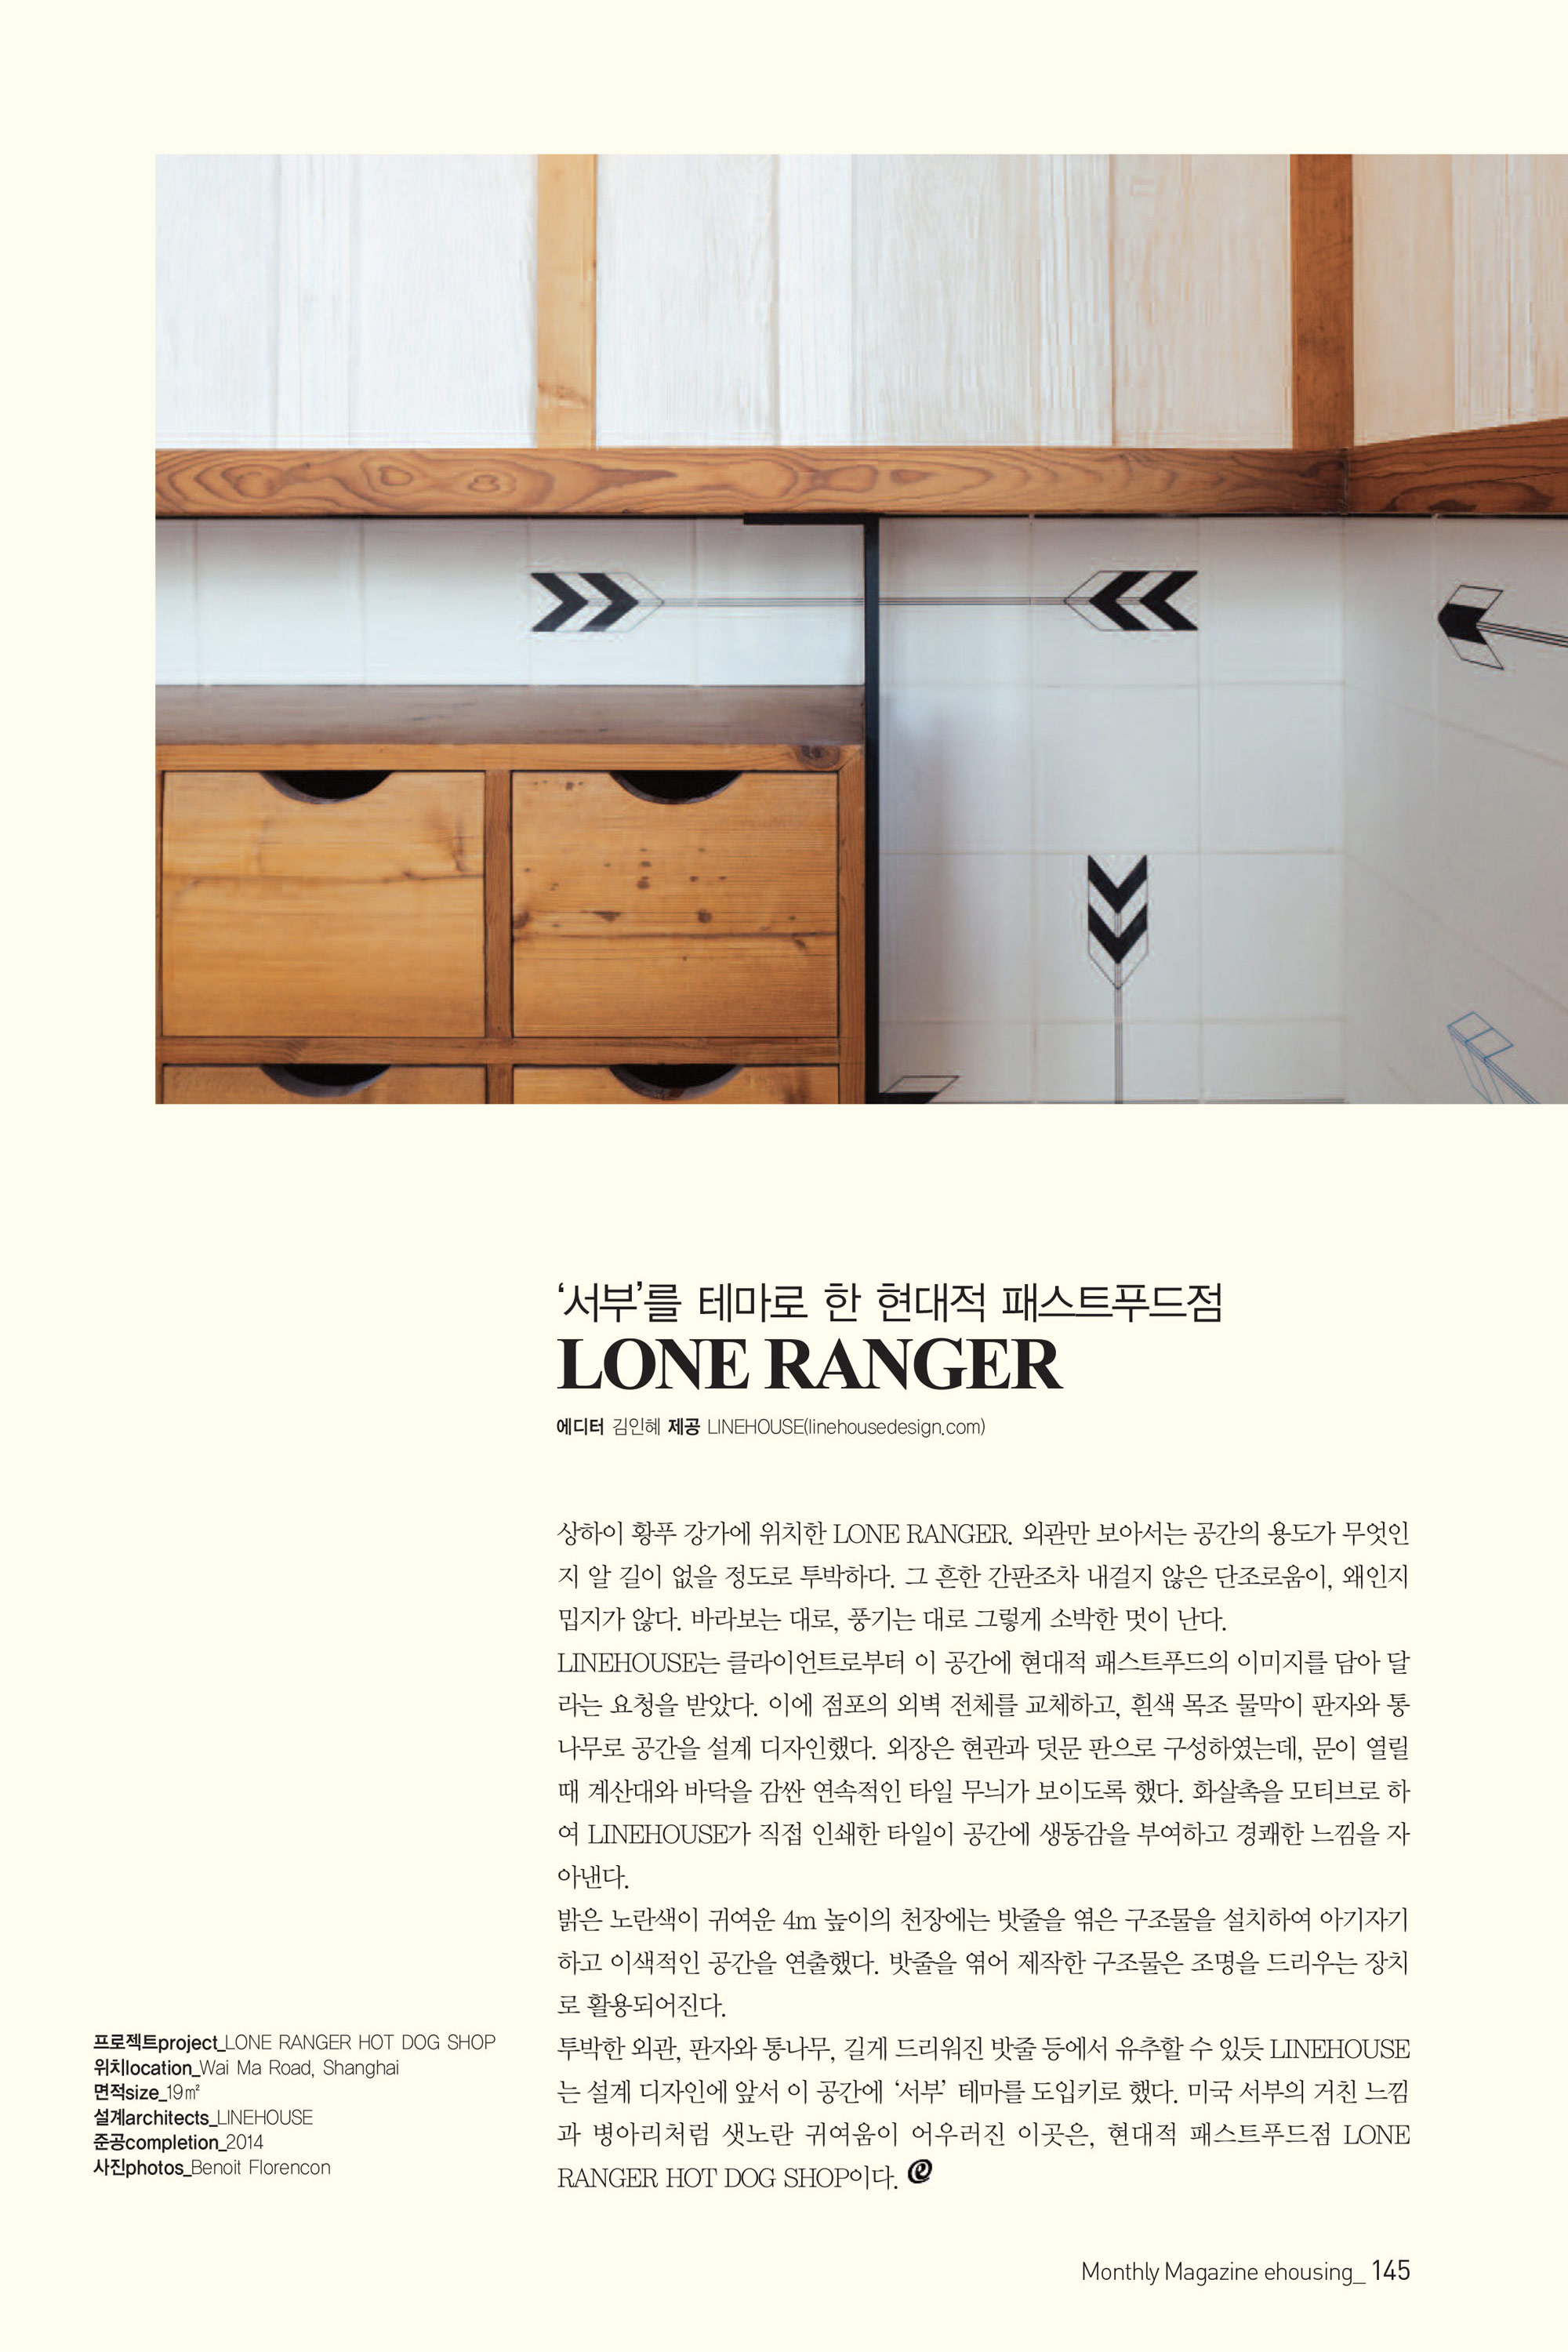 ‘서부’를 테마로 한 현대적 패스트푸드점
LONE RANGER
에디터 김인혜 제공 LINEHOUSE(linehousedesign.com)
상하이 황푸 강가에 위치한 LONE RANGER. 외관만 보아서는 공간의 용도가 무엇인
지 알 길이 없을 정도로 투박하다. 그 흔한 간판조차 내걸지 않은 단조로움이, 왜인지
밉지가 않다. 바라보는 대로, 풍기는 대로 그렇게 소박한 멋이 난다.
LINEHOUSE는 클라이언트로부터 이 공간에 현대적 패스트푸드의 이미지를 담아 달
라는 요청을 받았다. 이에 점포의 외벽 전체를 교체하고, 흰색 목조 물막이 판자와 통
나무로 공간을 설계 디자인했다. 외장은 현관과 덧문 판으로 구성하였는데, 문이 열릴
때 계산대와 바닥을 감싼 연속적인 타일 무늬가 보이도록 했다. 화살촉을 모티브로 하
여 LINEHOUSE가 직접 인쇄한 타일이 공간에 생동감을 부여하고 경쾌한 느낌을 자
아낸다.
밝은 노란색이 귀여운 4m 높이의 천장에는 밧줄을 엮은 구조물을 설치하여 아기자기
하고 이색적인 공간을 연출했다. 밧줄을 엮어 제작한 구조물은 조명을 드리우는 장치
로 활용되어진다.
투박한 외관, 판자와 통나무, 길게 드리워진 밧줄 등에서 유추할 수 있듯 LINEHOUSE
는 설계 디자인에 앞서 이 공간에 ‘서부’ 테마를 도입키로 했다. 미국 서부의 거친 느낌
과 병아리처럼 샛노란 귀여움이 어우러진 이곳은, 현대적 패스트푸드점 LONE
RANGER HOT DOG SHOP이다. e
프로젝트project_LONE RANGER HOT DOG SHOP
위치location_Wai Ma Road, Shanghai
면적size_19㎡
설계architects_LINEHOUSE
준공completion_2014
사진photos_Benoit Florencon
Monthly Magazine ehousing_ 145